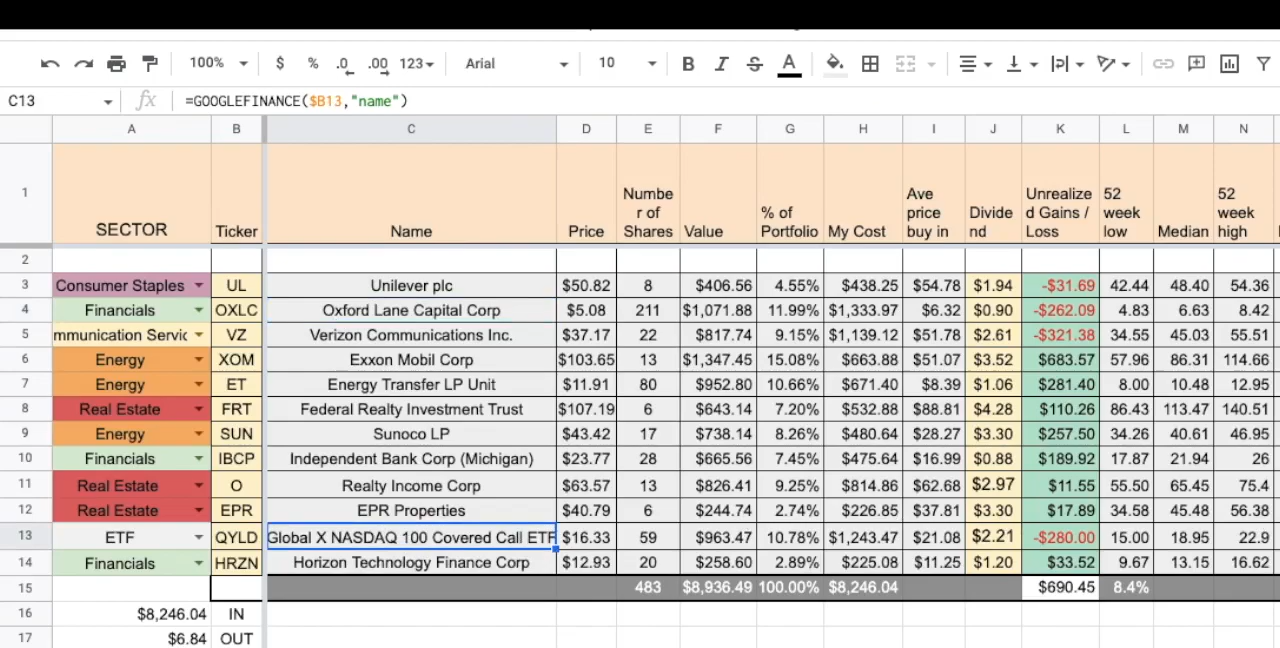 100% $ % .0 .00 123 Arial 10 B I S A
C13 fx =GOOGLEFINANCE($B13,"name")
A B C D E F G H I J K L M N
1 SECTOR Ticker Name Price Numbe r of Shares Value % of Portfolio My Cost Ave price buy in Divide nd Unrealize d Gains / Loss 52 week low Median 52 week high
2
3 Consumer Staples UL Unilever plc $50.82 8 $406.56 4.55% $438.25 $54.78 $1.94 -$31.69 42.44 48.40 54.36
4 Financials OXLC Oxford Lane Capital Corp $5.08 211 $1,071.88 11.99% $1,333.97 $6.32 $0.90 -$262.09 4.83 6.63 8.42
5 mmunication Servic VZ Verizon Communications Inc. $37.17 22 $817.74 9.15% $1,139.12 $51.78 $2.61 -$321.38 34.55 45.03 55.51
6 Energy XOM Exxon Mobil Corp $103.65 13 $1,347.45 15.08% $663.88 $51.07 $3.52 $683.57 57.96 86.31 114.66
7 Energy ET Energy Transfer LP Unit $11.91 80 $952.80 10.66% $671.40 $8.39 $1.06 $281.40 8.00 10.48 12.95
8 Real Estate FRT Federal Realty Investment Trust $107.19 6 $643.14 7.20% $532.88 $88.81 $4.28 $110.26 86.43 113.47 140.51
9 Energy SUN Sunoco LP $43.42 17 $738.14 8.26% $480.64 $28.27 $3.30 $257.50 34.26 40.61 46.95
10 Financials IBCP Independent Bank Corp (Michigan) $23.77 28 $665.56 7.45% $475.64 $16.99 $0.88 $189.92 17.87 21.94 26
11 Real Estate O Realty Income Corp $63.57 13 $826.41 9.25% $814.86 $62.68 $2.97 $11.55 55.50 65.45 75.4
12 Real Estate EPR EPR Properties $40.79 6 $244.74 2.74% $226.85 $37.81 $3.30 $17.89 34.58 45.48 56.38
13 ETF QYLD Global X NASDAQ 100 Covered Call ETF $16.33 59 $963.47 10.78% $1,243.47 $21.08 $2.21 -$280.00 15.00 18.95 22.9
14 Financials HRZN Horizon Technology Finance Corp $12.93 20 $258.60 2.89% $225.08 $11.25 $1.20 $33.52 9.67 13.15 16.62
15 483 $8,936.49 100.00% $8,246.04 $690.45 8.4%
16 $8,246.04 IN
17 $6.84 OUT